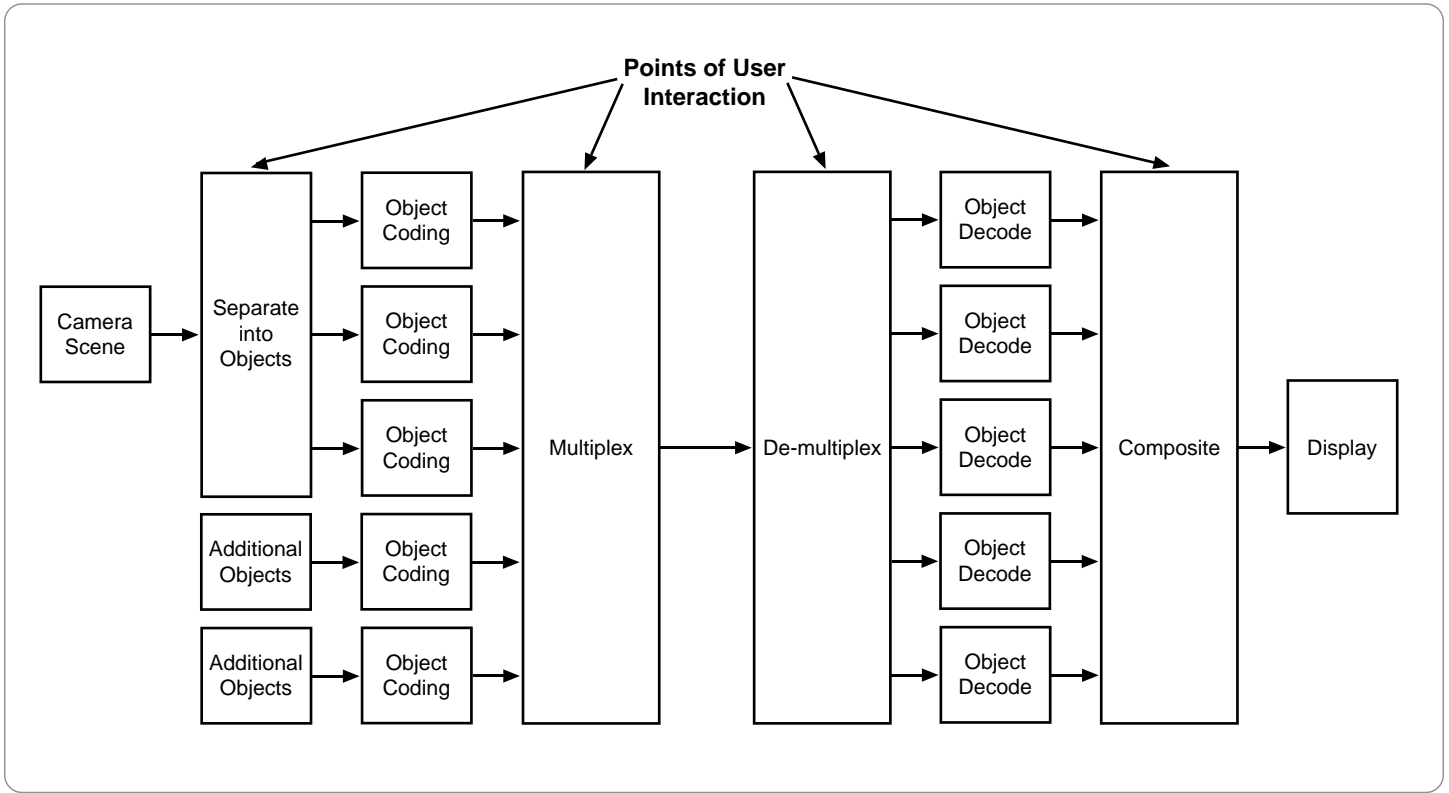 Points of User
Interaction
Camera
Scene
Separate
into
Objects
Additional
Objects
Additional
Objects
Object
Coding
Object
Coding
Object
Coding
Object
Coding
Object
Coding
Multiplex
De-multiplex
Object
Decode
Object
Decode
Object
Decode
Object
Decode
Object
Decode
Composite
Display